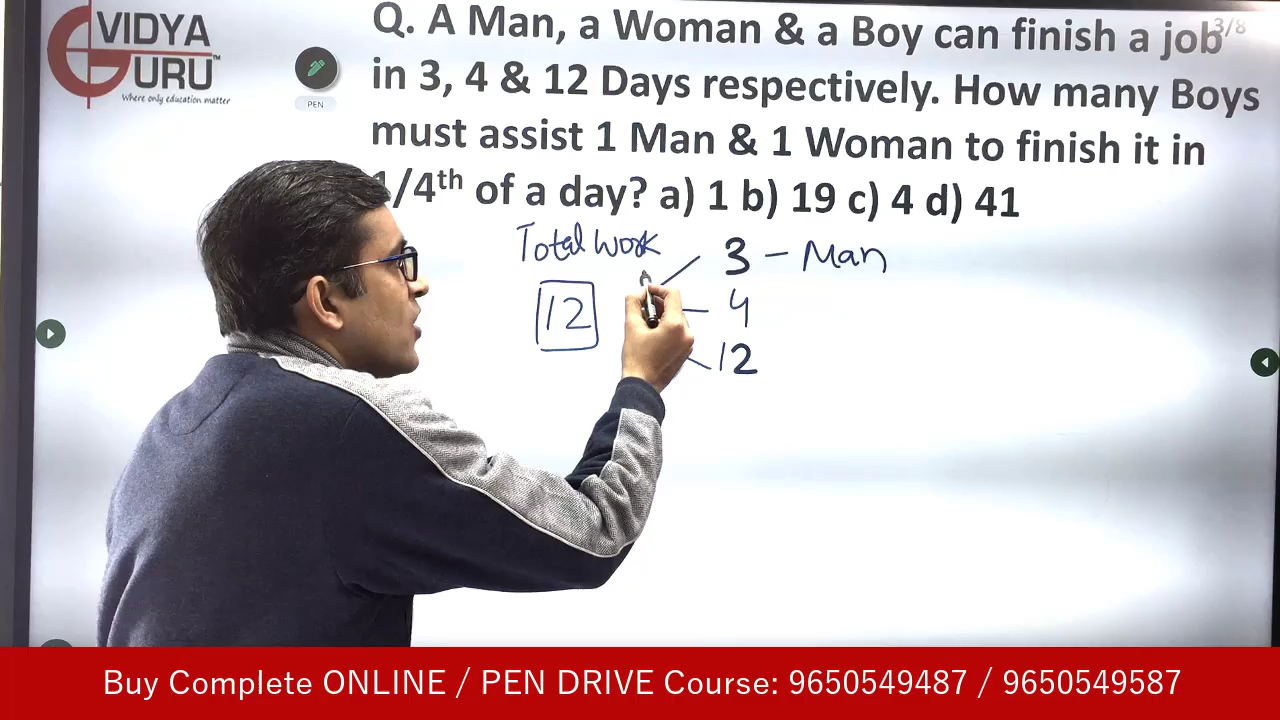 VIDYA
GURU™
Where only education matter
PEN
3/8
Q. A Man, a Woman & a Boy can finish a job
in 3, 4 & 12 Days respectively. How many Boys
must assist 1 Man & 1 Woman to finish it in
1/4th of a day? a) 1 b) 19 c) 4 d) 41
Total work
3 - Man
12
4
12
Buy Complete ONLINE / PEN DRIVE Course: 9650549487 / 9650549587